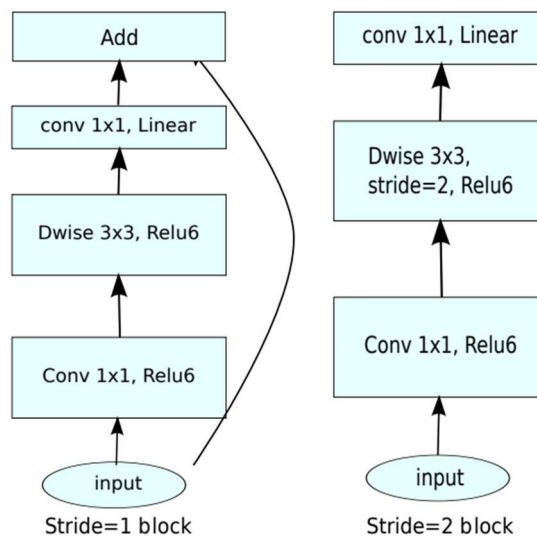 Add
conv 1x1, Linear
Dwise 3x3, Relu6
Conv 1x1, Relu6
input
Stride=1 block
conv 1x1, Linear
Dwise 3x3,
stride=2, Relu6
Conv 1x1, Relu6
input
Stride=2 block